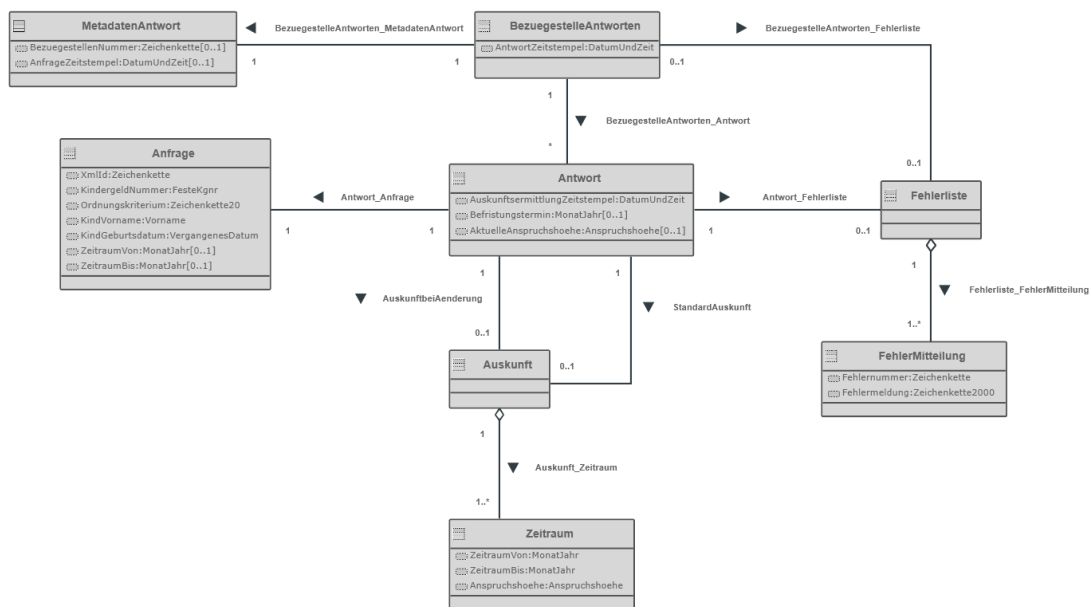 MetadatenAntwort
BezuegestellenNummer:Zeichenkette[0..1]
AnfrageZeitstempel:DatumUndZeit[0..1]
BezuegestelleAntworten_MetadatenAntwort
1
1
BezuegestelleAntworten
AntwortZeitstempel:DatumUndZeit
BezuegestelleAntworten_Fehlerliste
0..1
0..1
1
BezuegestelleAntworten_Antwort
*
Anfrage
XmlId:Zeichenkette
KindergeldNummer:FesteKgnr
Ordnungskriterium:Zeichenkette20
KindVorname:Vorname
KindGeburtsdatum:VergangenesDatum
ZeitraumVon:MonatJahr[0..1]
ZeitraumBis:MonatJahr[0..1]
Antwort_Anfrage
1
1
Antwort
AuskunftsermittlungZeitstempel:DatumUndZeit
Befristungstermin:MonatJahr[0..1]
AktuelleAnspruchshoehe:Anspruchshoehe[0..1]
Antwort_Fehlerliste
1
0..1
Fehlerliste
1
Fehlerliste_FehlerMitteilung
1..*
1
1
AuskunftbeiAenderung
StandardAuskunft
0..1
0..1
Auskunft
FehlerMitteilung
Fehlernummer:Zeichenkette
Fehlermeldung:Zeichenkette2000
1
Auskunft_Zeitraum
1..*
Zeitraum
ZeitraumVon:MonatJahr
ZeitraumBis:MonatJahr
Anspruchshoehe:Anspruchshoehe